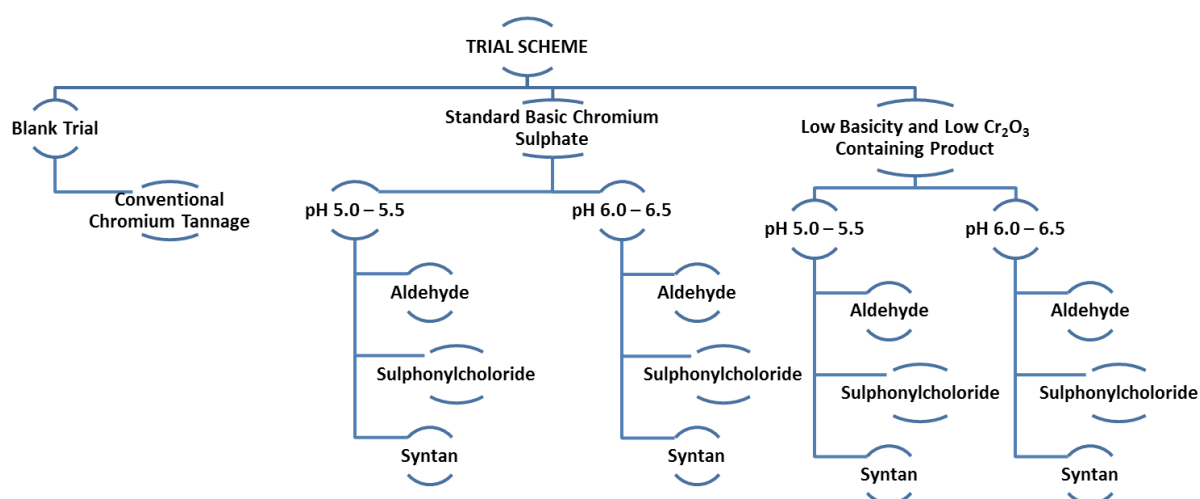 TRIAL SCHEME
Blank Trial
Conventional
Chromium Tannage
Standard Basic Chromium
Sulphate
pH 5.0 – 5.5
Aldehyde
Sulphonylcholoride
Syntan
pH 6.0 – 6.5
Aldehyde
Sulphonylcholoride
Syntan
Low Basicity and Low Cr₂O₃
Containing Product
pH 5.0 – 5.5
Aldehyde
Sulphonylcholoride
Syntan
pH 6.0 – 6.5
Aldehyde
Sulphonylcholoride
Syntan